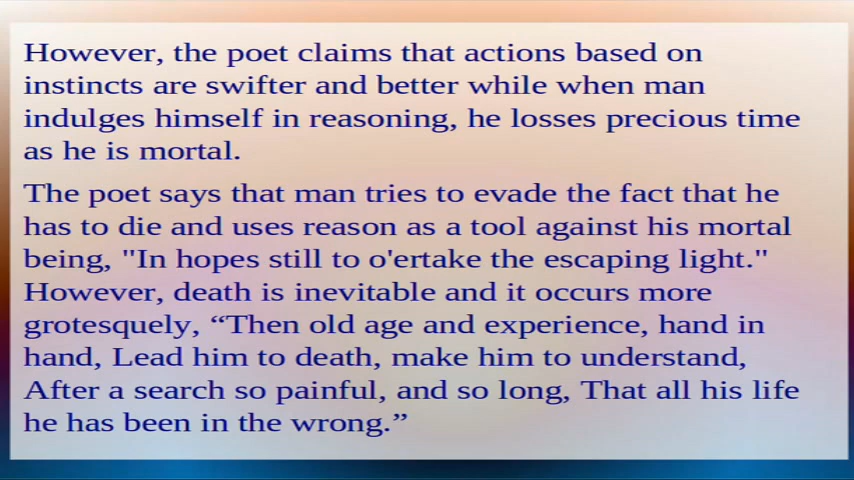 However, the poet claims that actions based on
instincts are swifter and better while when man
indulges himself in reasoning, he losses precious time
as he is mortal.
The poet says that man tries to evade the fact that he
has to die and uses reason as a tool against his mortal
being, "In hopes still to o'ertake the escaping light."
However, death is inevitable and it occurs more
grotesquely, “Then old age and experience, hand in
hand, Lead him to death, make him to understand,
After a search so painful, and so long, That all his life
he has been in the wrong.”